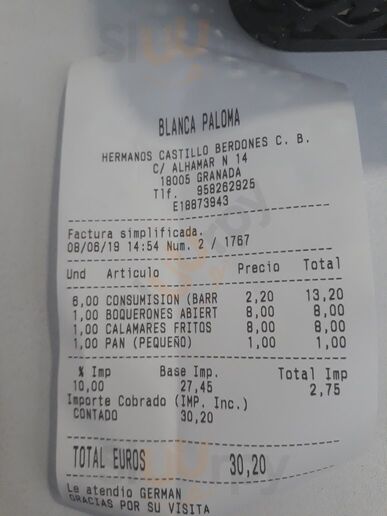 BLANCA PALOMA
HERMANOS CASTILLO BERDONES C. B.
C/ ALHAMAR N 14
18005 GRANADA
Tlf. 958262925
E18873943
Factura simplificada.
08/06/19 14:54 Num. 2 / 1767
Und Articulo Precio Total
6,00 CONSUMISION (BARR 2,20 13,20
1,00 BOQUERONES ABIERT 8,00 8,00
1,00 CALAMARES FRITOS 8,00 8,00
1,00 PAN (PEQUEÑO) 1,00 1,00
% Imp Base Imp. Total Imp
10,00 27,45 2,75
Importe Cobrado (IMP. Inc.)
CONTADO 30,20
TOTAL EUROS 30,20
Le atendio GERMAN
GRACIAS POR SU VISITA